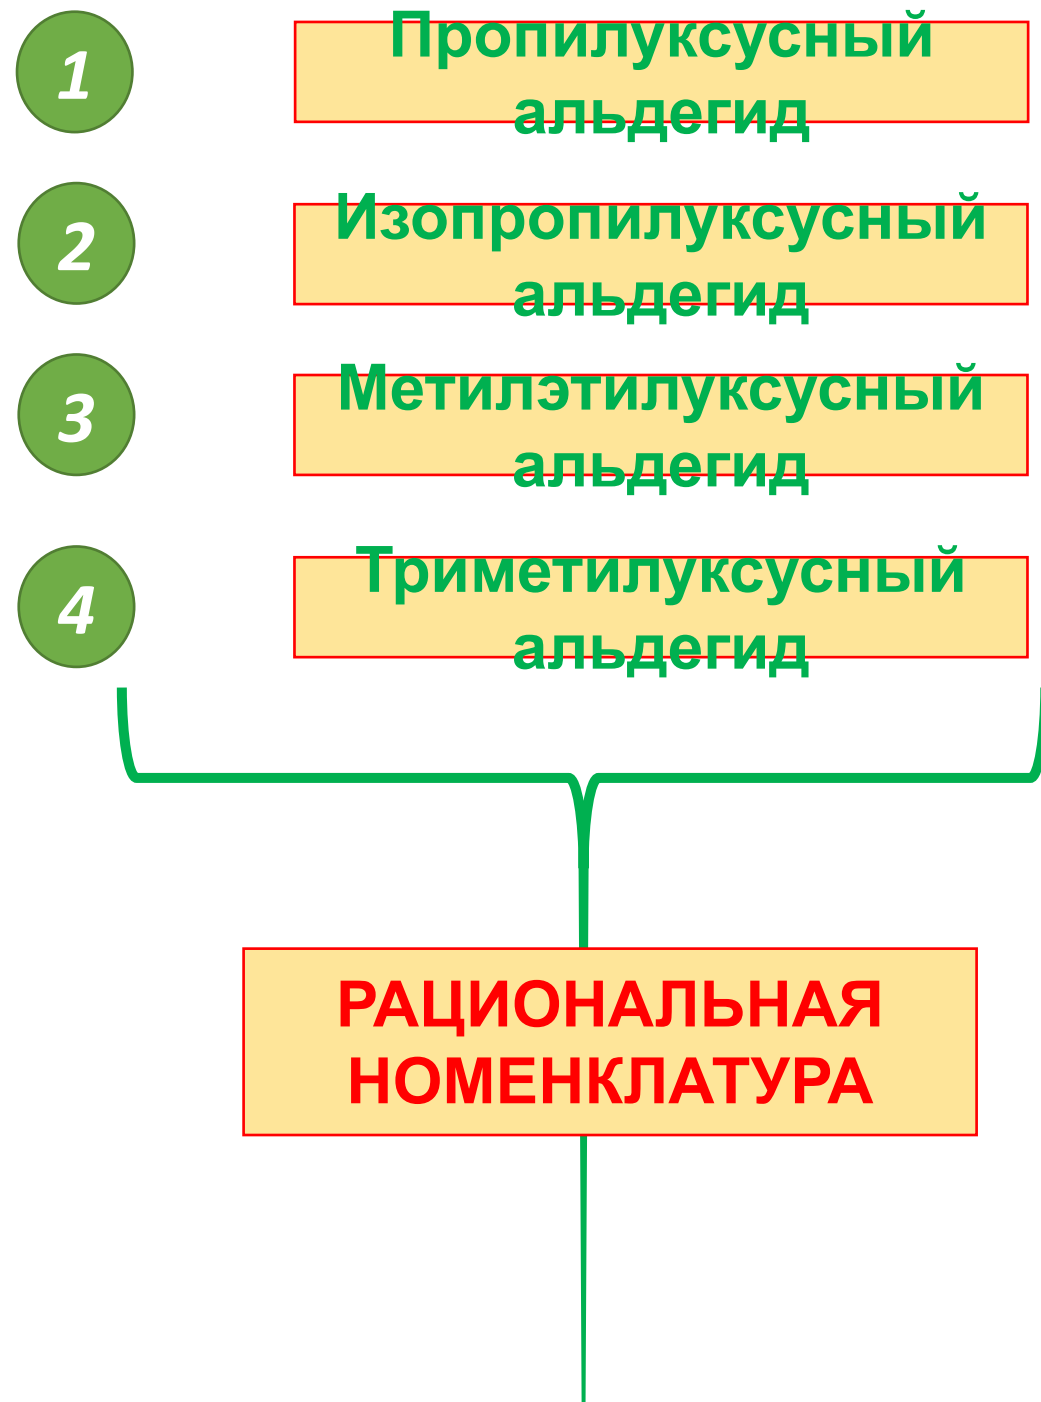 1
Пропилуксусный
альдегид
2
Изопропилуксусный
альдегид
3
Метилэтилуксусный
альдегид
4
Триметилуксусный
альдегид
РАЦИОНАЛЬНАЯ
НОМЕНКЛАТУРА